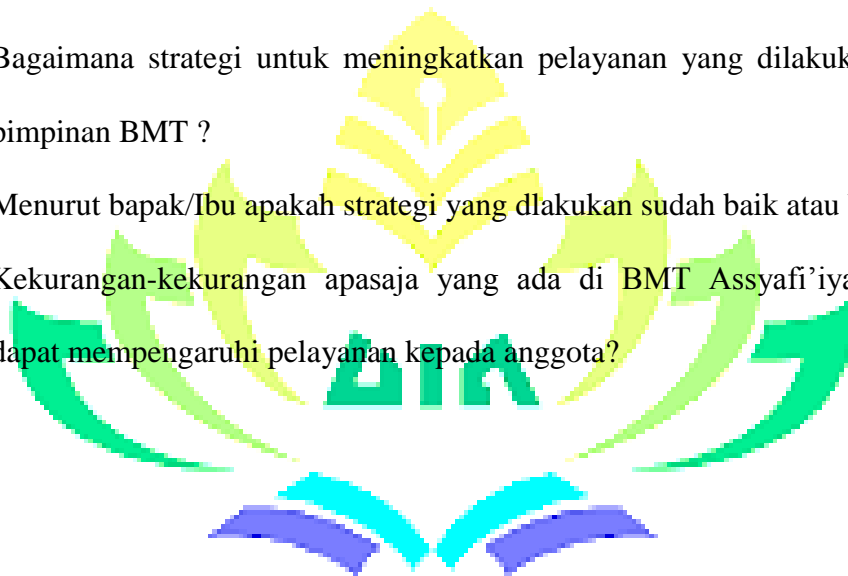 Bagaimana strategi untuk meningkatkan pelayanan yang dilakuk
pimpinan BMT ?
Menurut bapak/Ibu apakah strategi yang dlakukan sudah baik atau
Kekurangan-kekurangan apasaja yang ada di BMT Assyafi’iya
dapat mempengaruhi pelayanan kepada anggota?